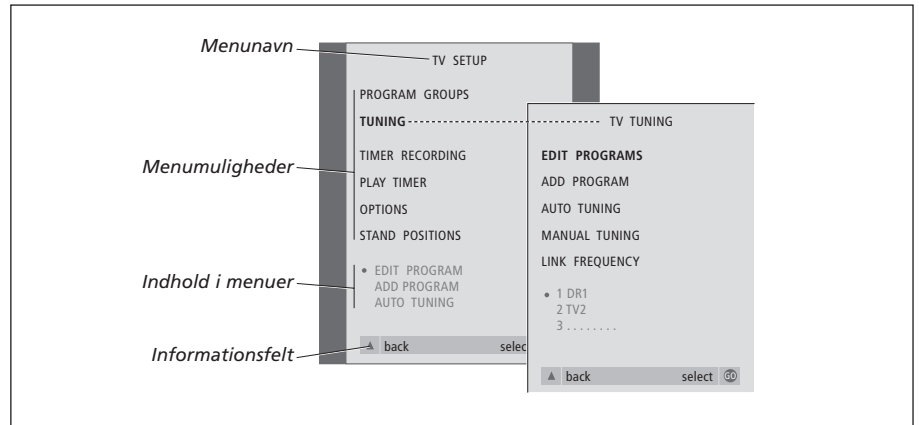 Menunavn
TV SETUP
PROGRAM GROUPS
TUNING
TIMER RECORDING
PLAY TIMER
OPTIONS
STAND POSITIONS
• EDIT PROGRAM
ADD PROGRAM
AUTO TUNING
▲ back selec
Menumuligheder
Indhold i menuer
Informationsfelt
TV TUNING
EDIT PROGRAMS
ADD PROGRAM
AUTO TUNING
MANUAL TUNING
LINK FREQUENCY
• 1 DR1
2 TV2
3 . . . . . . . .
▲ back select GO